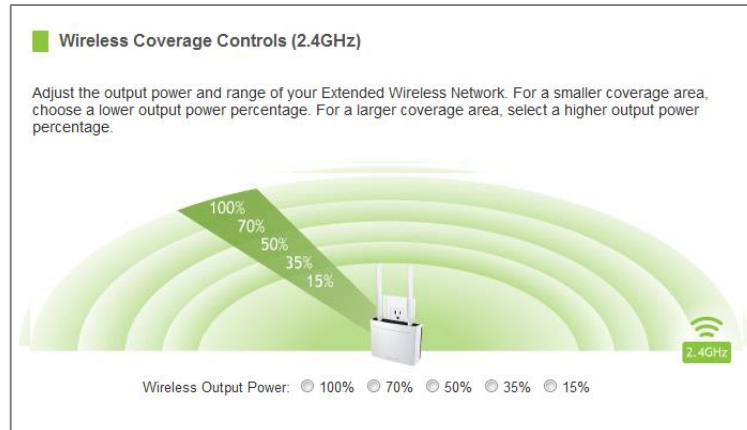 Wireless Coverage Controls (2.4GHz)
Adjust the output power and range of your Extended Wireless Network. For a smaller coverage area,
choose a lower output power percentage. For a larger coverage area, select a higher output power
percentage.
100%
70%
50%
35%
15%
2.4GHz
Wireless Output Power: 100% 70% 50% 35% 15%